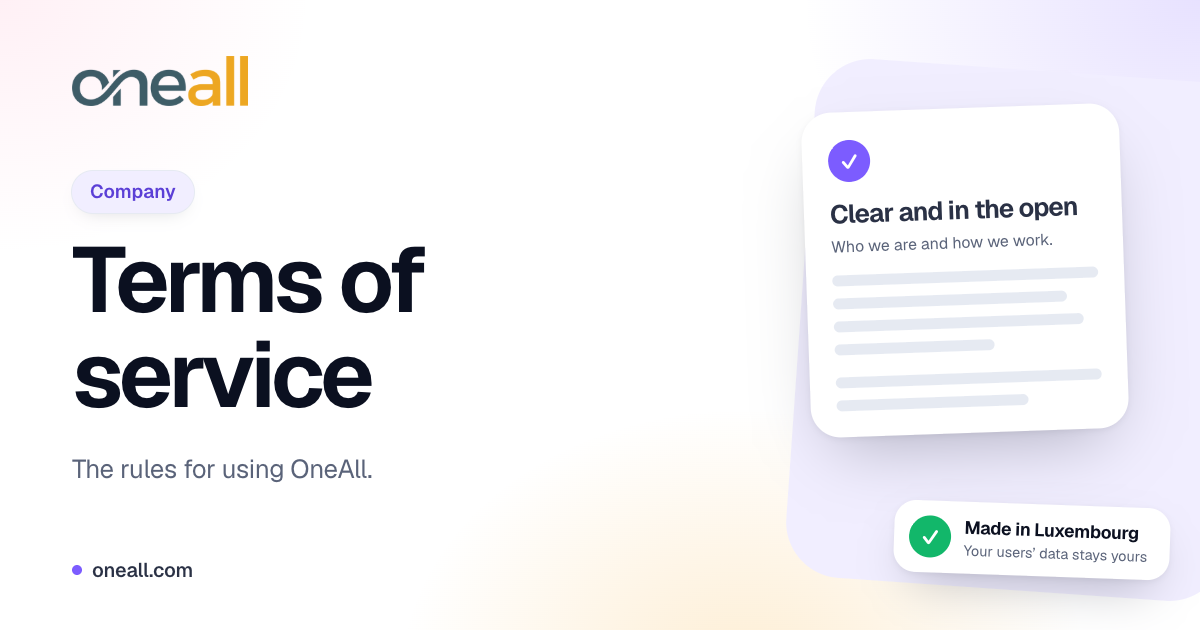 oneall
Company
Terms of
service
The rules for using OneAll.
oneall.com
Clear and in the open
Who we are and how we work.
Made in Luxembourg
Your users’ data stays yours